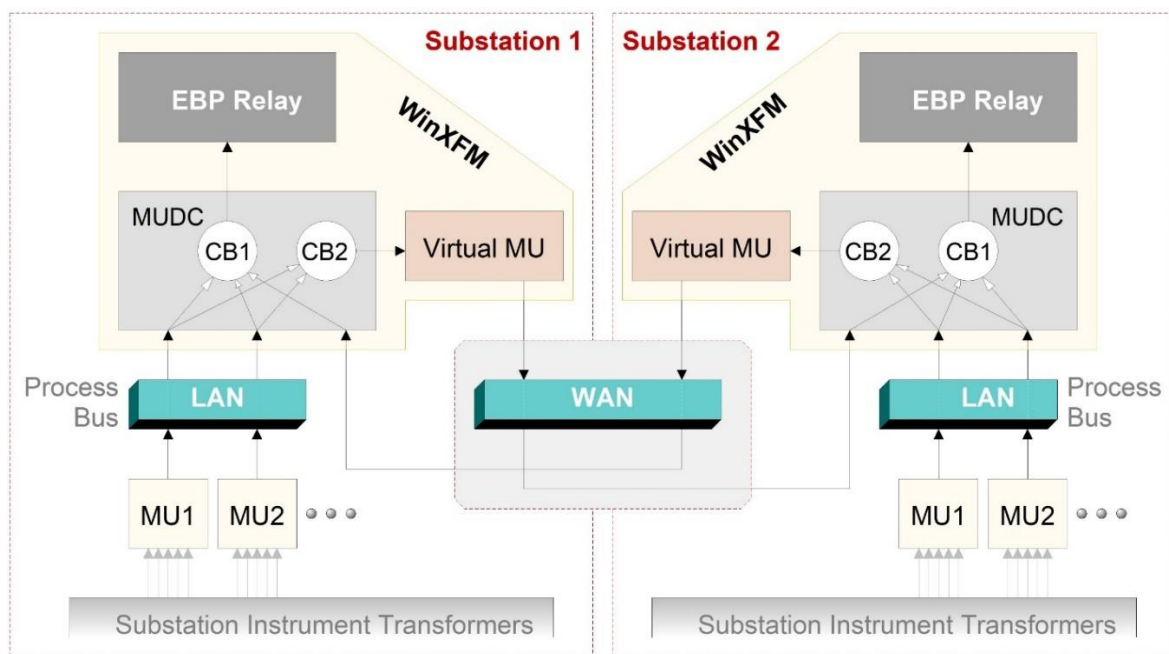 Substation 1
Substation 2
EBP Relay
EBP Relay
WinXFM
WinXFM
MUDC
CB1
CB2
Virtual MU
Virtual MU
MUDC
CB2
CB1
Process
Bus
LAN
WAN
LAN
Process
Bus
MU1
MU2
MU1
MU2
Substation Instrument Transformers
Substation Instrument Transformers